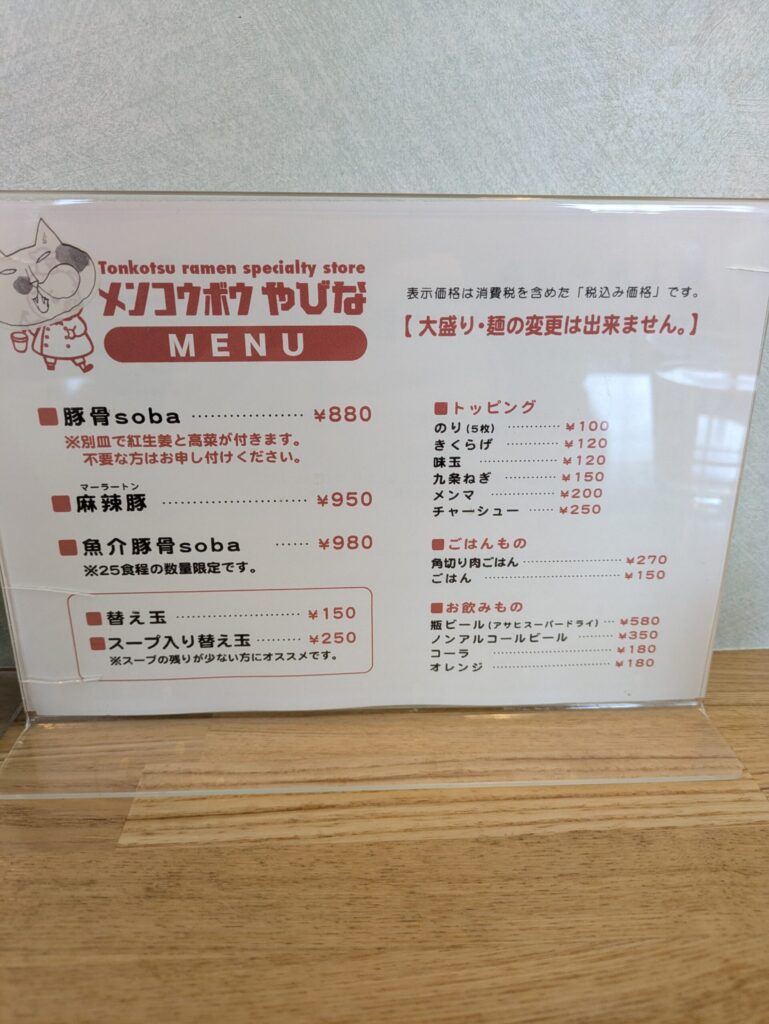 Tonkotsu ramen specialty store
メンコウボウ やびな
MENU
表示価格は消費税を含めた「税込み価格」です。
【大盛り・麺の変更は出来ません。】
豚骨soba ………………… ¥880
※別皿で紅生姜と高菜が付きます。
不要な方はお申し付けください。
マーラートン
麻辣豚 ………………… ¥950
魚介豚骨soba …… ¥980
※25食程の数量限定です。
替え玉 ………………… ¥150
スープ入り替え玉 ……… ¥250
※スープの残りが少ない方にオススメです。
トッピング
のり(5枚) ………… ¥100
きくらげ ………… ¥120
味玉 ………… ¥120
九条ねぎ ………… ¥150
メンマ ………… ¥200
チャーシュー …… ¥250
ごはんもの
角切り肉ごはん ………………… ¥270
ごはん ………………… ¥150
お飲みもの
瓶ビール(アサヒスーパードライ) … ¥580
ノンアルコールビール ……… ¥350
コーラ ………………… ¥180
オレンジ ………………… ¥180